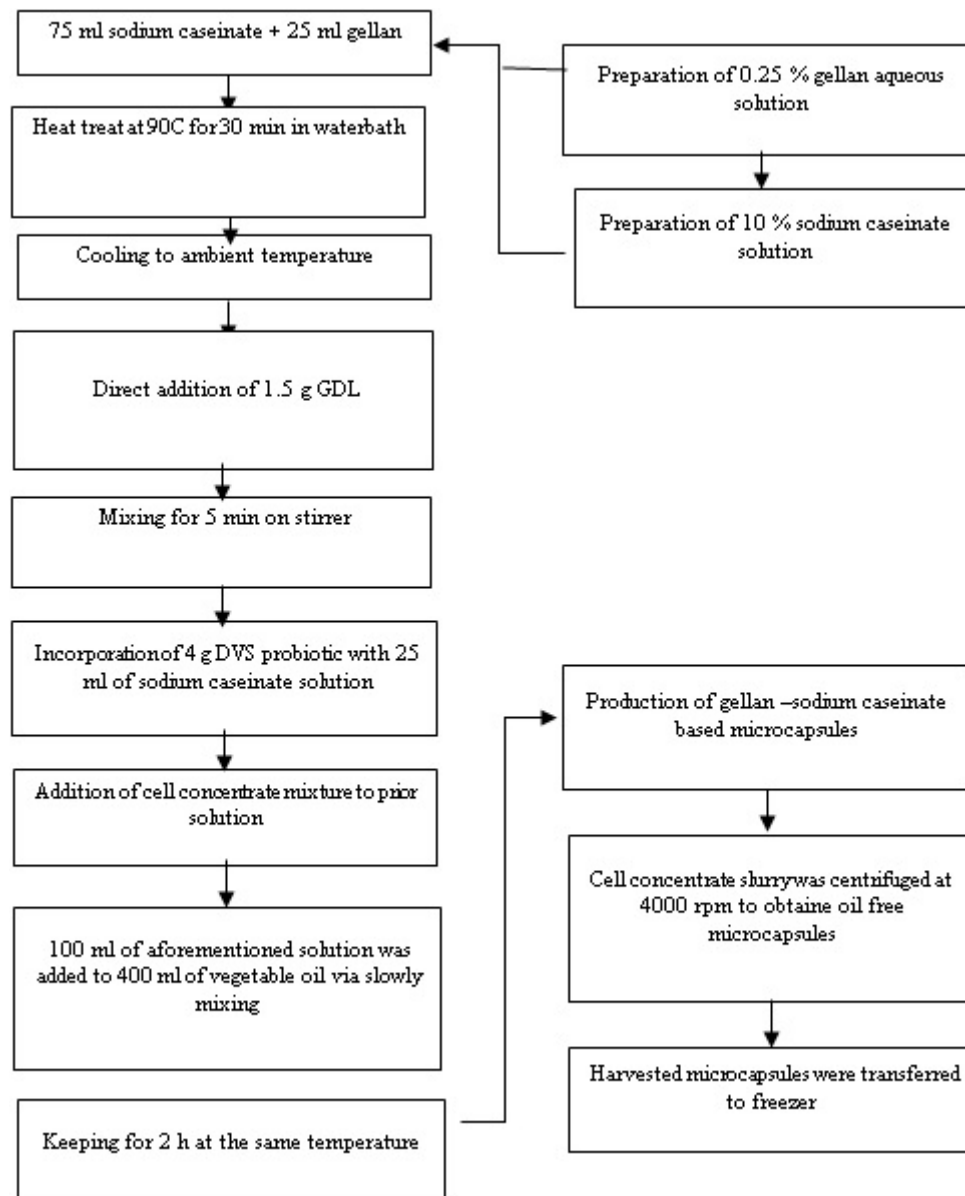 75 ml sodium caseinate + 25 ml gellan
Heat treat at 90C for 30 min in waterbath
Cooling to ambient temperature
Direct addition of 1.5 g GDL
Mixing for 5 min on stirrer
Incorporation of 4 g DVS probiotic with 25
ml of sodium caseinate solution
Addition of cell concentrate mixture to prior
solution
100 ml of aforementioned solution was
added to 400 ml of vegetable oil via slowly
mixing
Keeping for 2 h at the same temperature
Preparation of 0.25 % gellan aqueous
solution
Preparation of 10 % sodium caseinate
solution
Production of gellan –sodium caseinate
based microcapsules
Cell concentrate slurry was centrifuged at
4000 rpm to obtaine oil free
microcapsules
Harvested microcapsules were transferred
to freezer